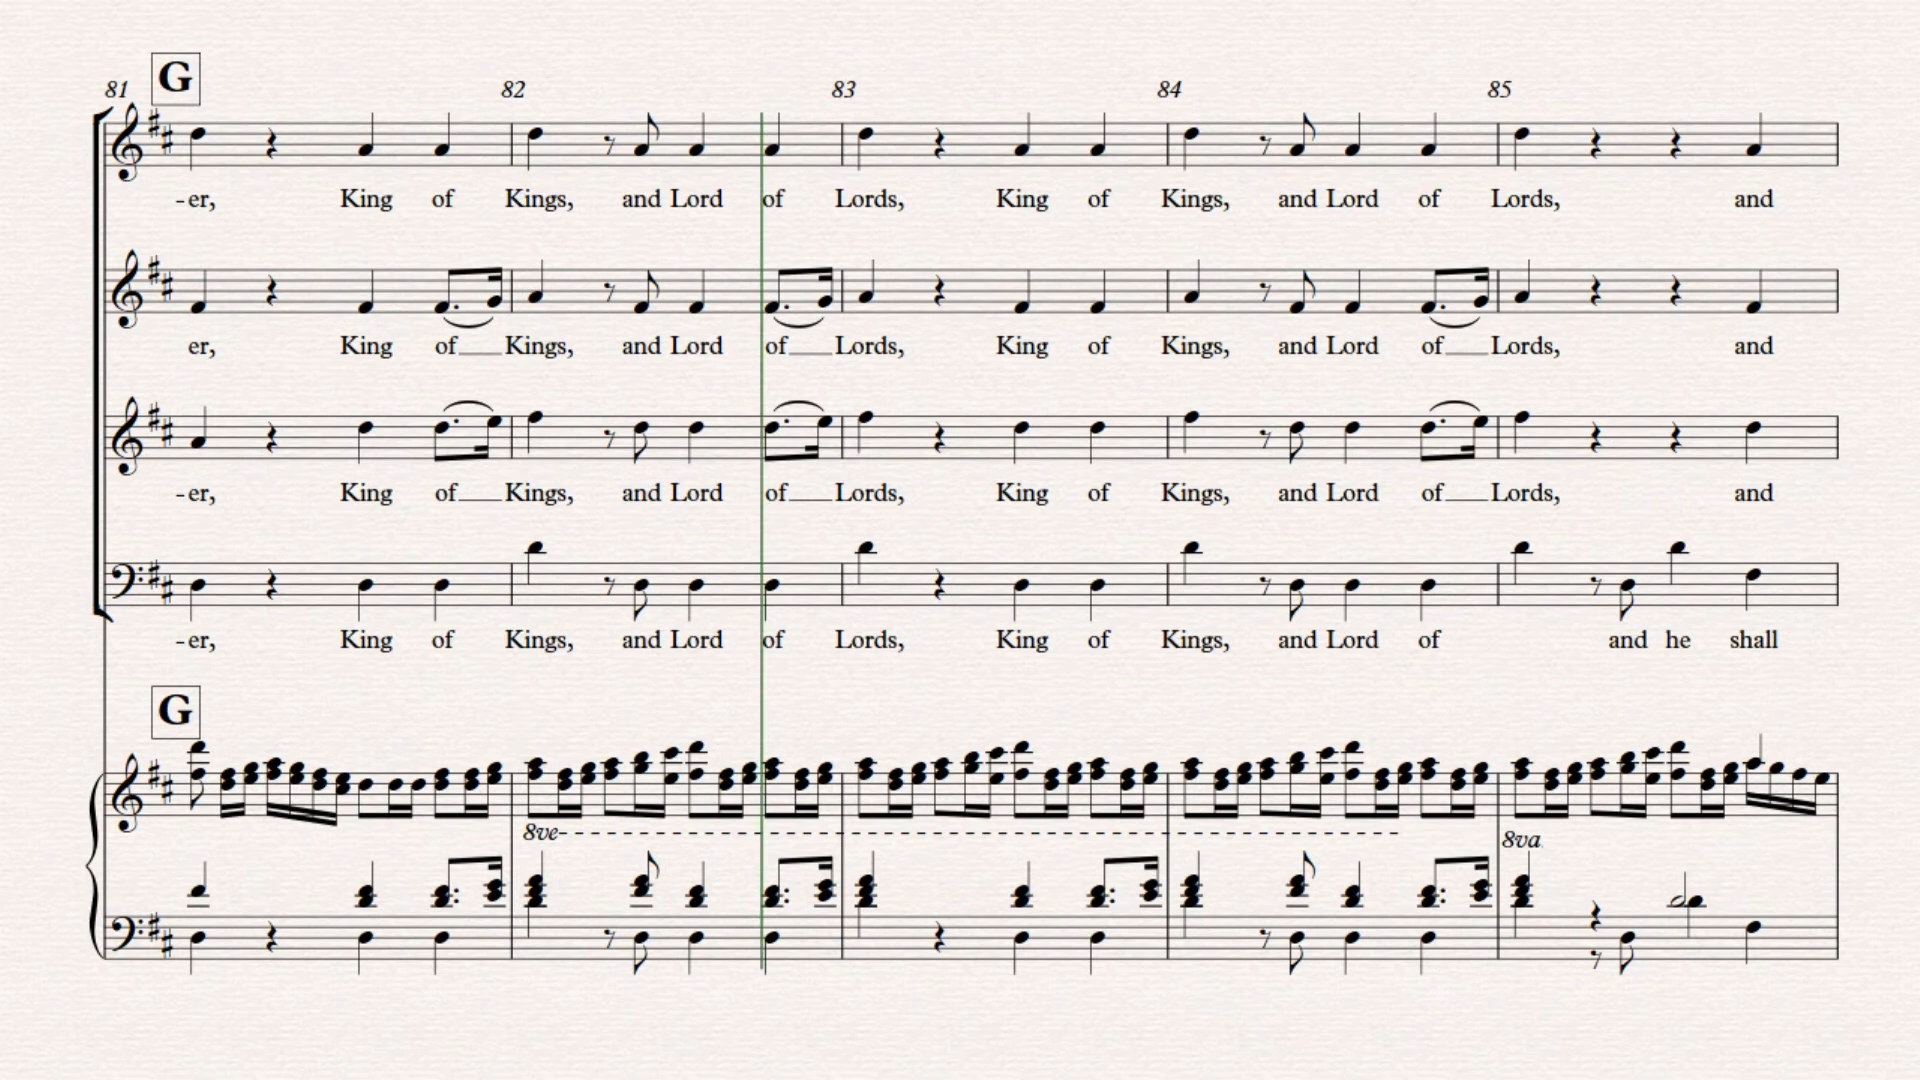 G
81 82 83 84 85
-er, King of Kings, and Lord of Lords, King of Kings, and Lord of Lords, and
er, King of Kings, and Lord of Lords, King of Kings, and Lord of Lords, and
-er, King of Kings, and Lord of Lords, King of Kings, and Lord of Lords, and
-er, King of Kings, and Lord of Lords, King of Kings, and Lord of and he shall
G
8ve 8va